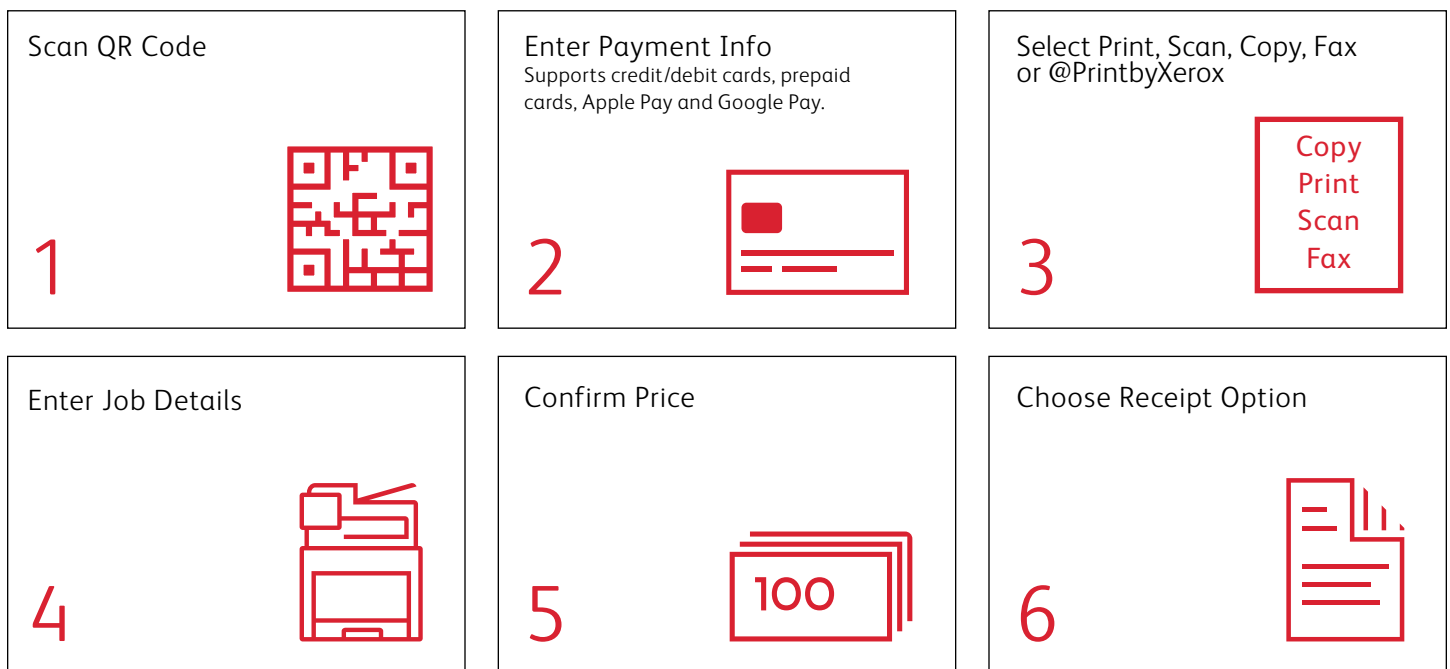 Scan QR Code
1
Enter Payment Info
Supports credit/debit cards, prepaid
cards, Apple Pay and Google Pay.
2
Select Print, Scan, Copy, Fax
or @PrintbyXerox
Copy
Print
Scan
Fax
3
Enter Job Details
4
Confirm Price
100
5
Choose Receipt Option
6